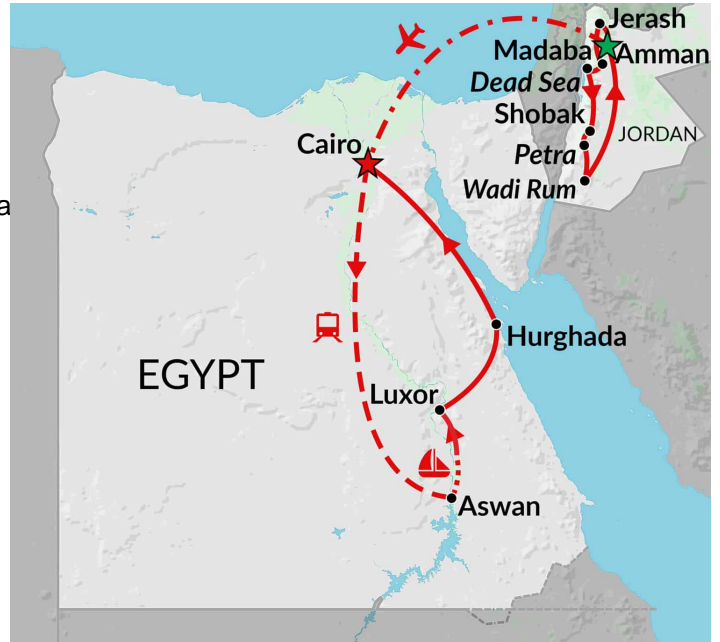 Jerash
Madaba
Amman
Dead Sea
Shobak
JORDAN
Cairo
Petra
Wadi Rum
a
Hurghada
EGYPT
Luxor
Aswan